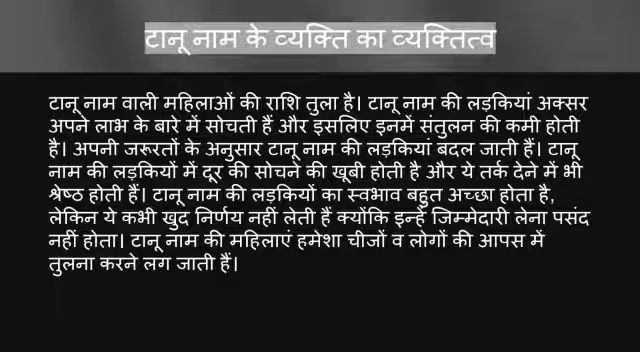 टानू नाम के व्यक्ति का व्यक्तित्व
टानू नाम वाली महिलाओं की राशि तुला है। टानू नाम की लड़कियां अक्सर
अपने लाभ के बारे में सोचती हैं और इसलिए इनमें संतुलन की कमी होती
है। अपनी जरूरतों के अनुसार टानू नाम की लड़कियां बदल जाती हैं। टानू
नाम की लड़कियों में दूर की सोचने की खूबी होती है और ये तर्क देने में भी
श्रेष्ठ होती हैं। टानू नाम की लड़कियों का स्वभाव बहुत अच्छा होता है,
लेकिन ये कभी खुद निर्णय नहीं लेती हैं क्योंकि इन्हें जिम्मेदारी लेना पसंद
नहीं होता। टानू नाम की महिलाएं हमेशा चीजों व लोगों की आपस में
तुलना करने लग जाती हैं।